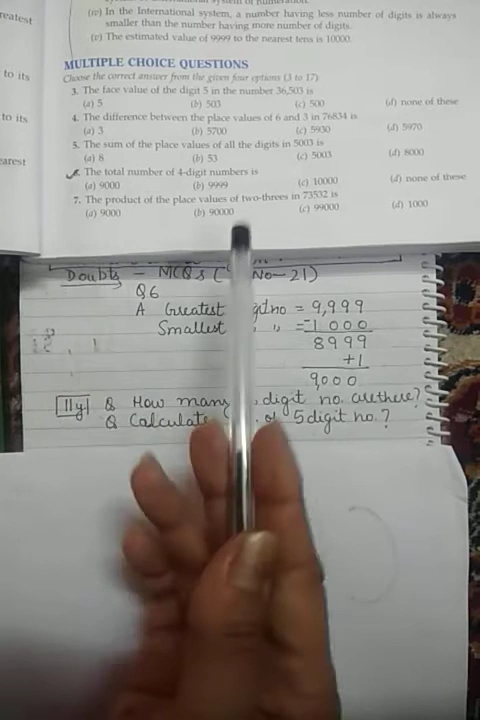 eatest
(iv) In the International system, a number having less number of digits is always
smaller than the number having more number of digits.
(v) The estimated value of 9999 to the nearest tens is 10000.
to its
to its
earest
MULTIPLE CHOICE QUESTIONS
Choose the correct answer from the given four options (3 to 17)
3. The face value of the digit 5 in the number 36,503 is
(a) 5 (b) 503 (c) 500 (d) none of these
4. The difference between the place values of 6 and 3 in 76834 is
(a) 3 (b) 5700 (c) 5930 (d) 5970
5. The sum of the place values of all the digits in 5003 is
(a) 8 (b) 53 (c) 5003 (d) 8000
The total number of 4-digit numbers is
(a) 9000 (b) 9999 (c) 10000 (d) none of these
7. The product of the place values of two-threes in 73532 is
(a) 9000 (b) 90000 (c) 99000 (d) 1000
Doubts - MCQs ( No-21)
Q6
A Greatest git no = 9,999
Smallest " " = -1 000
8999
+1
9,000
||ly Q How many digit no. are there?
Q Calculate of 5 digit no.?